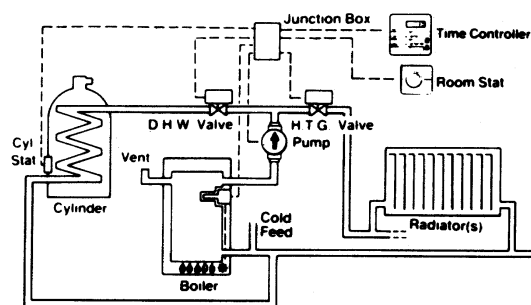 Junction Box
Time Controller
Room Stat
D H W Valve
H T G Valve
Pump
Cyl
Stat
Vent
Cylinder
Cold
Feed
Radiator(s)
Boiler